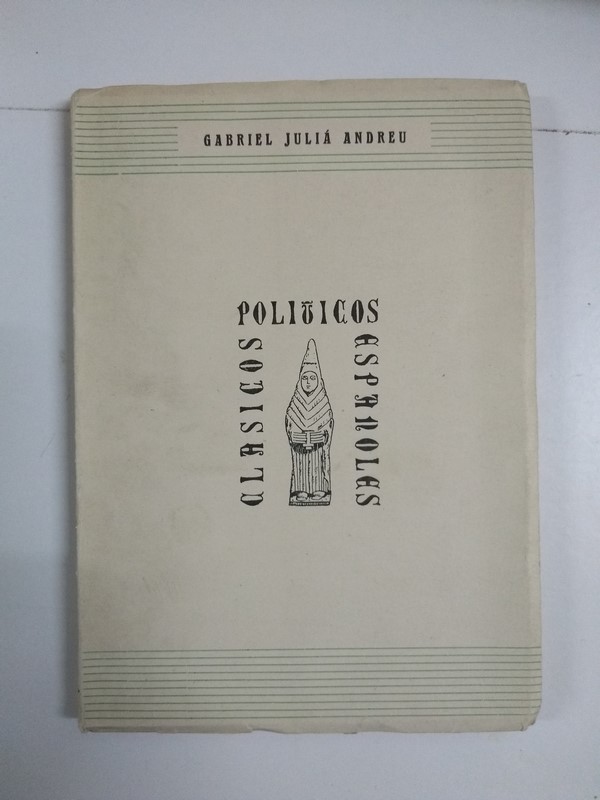 GABRIEL JULIÁ ANDREU
CLASICOS
POLITICOS
ESPAÑOLES